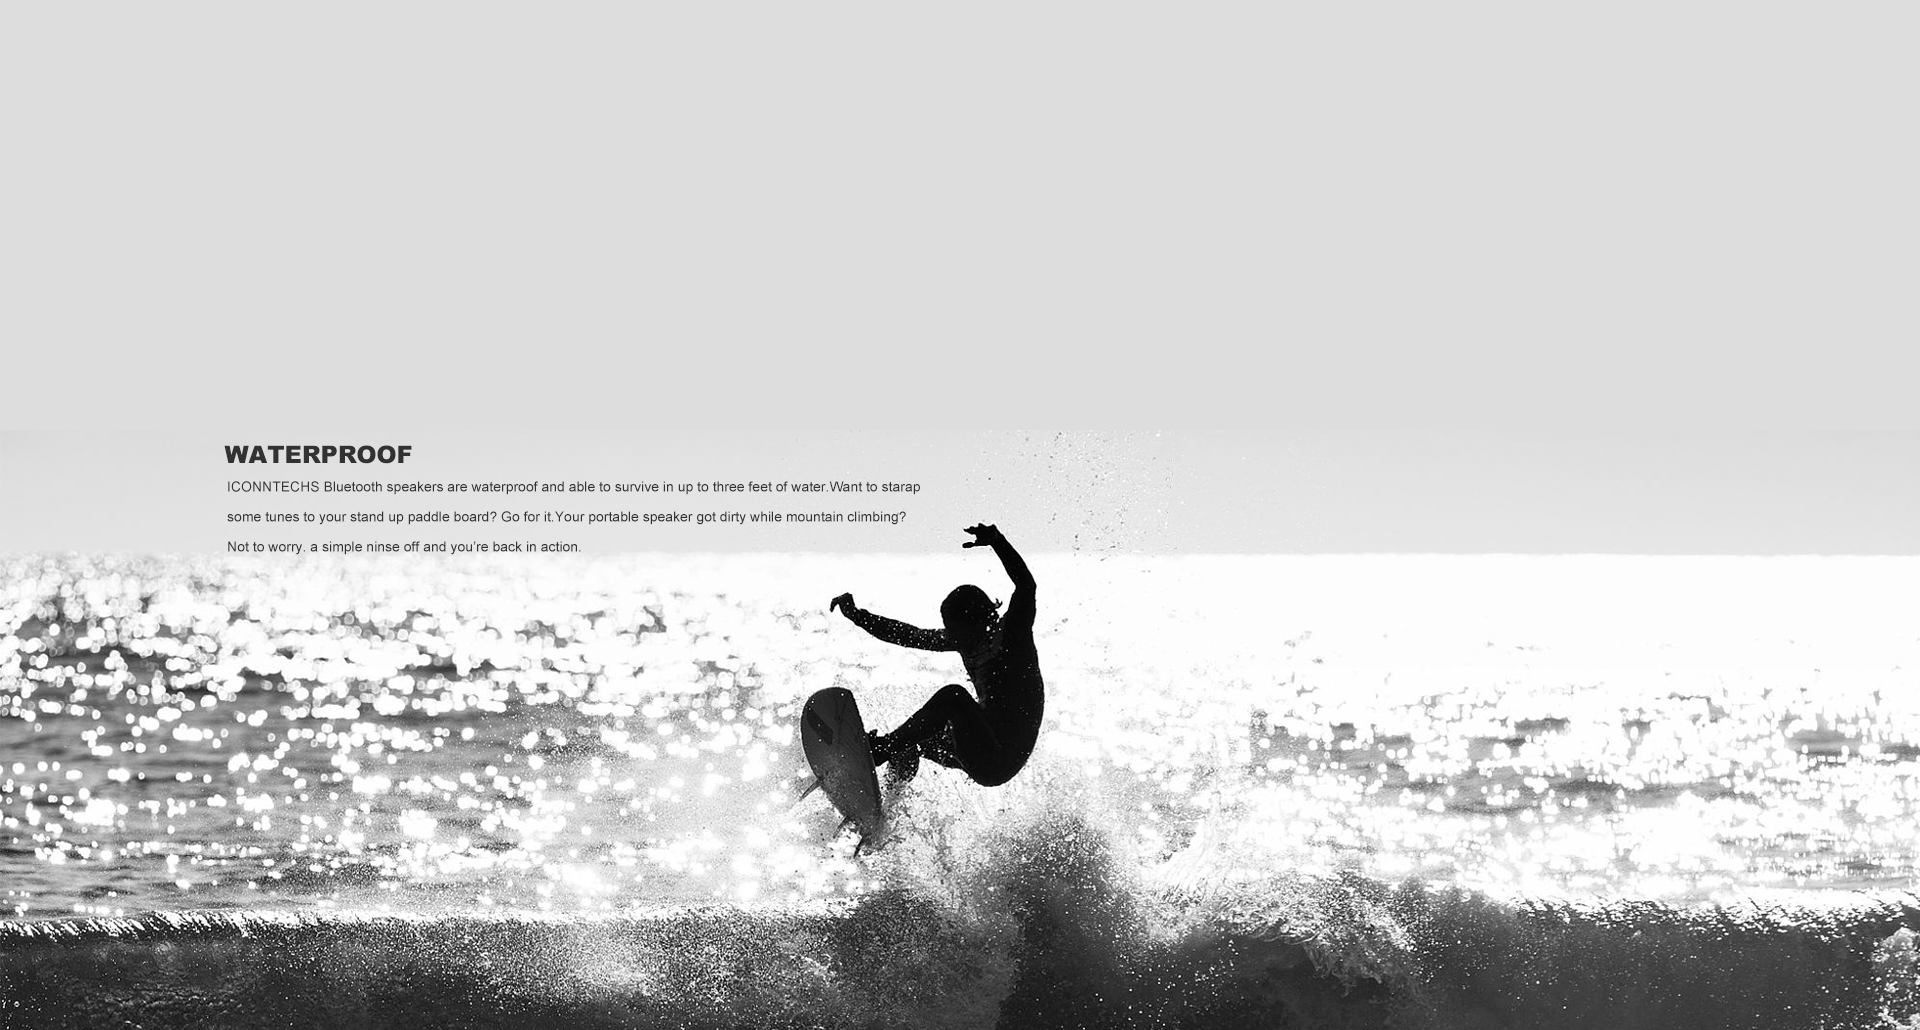 WATERPROOF
ICONNTECHS Bluetooth speakers are waterproof and able to survive in up to three feet of water.Want to starap
some tunes to your stand up paddle board? Go for it.Your portable speaker got dirty while mountain climbing?
Not to worry. a simple ninse off and you’re back in action.